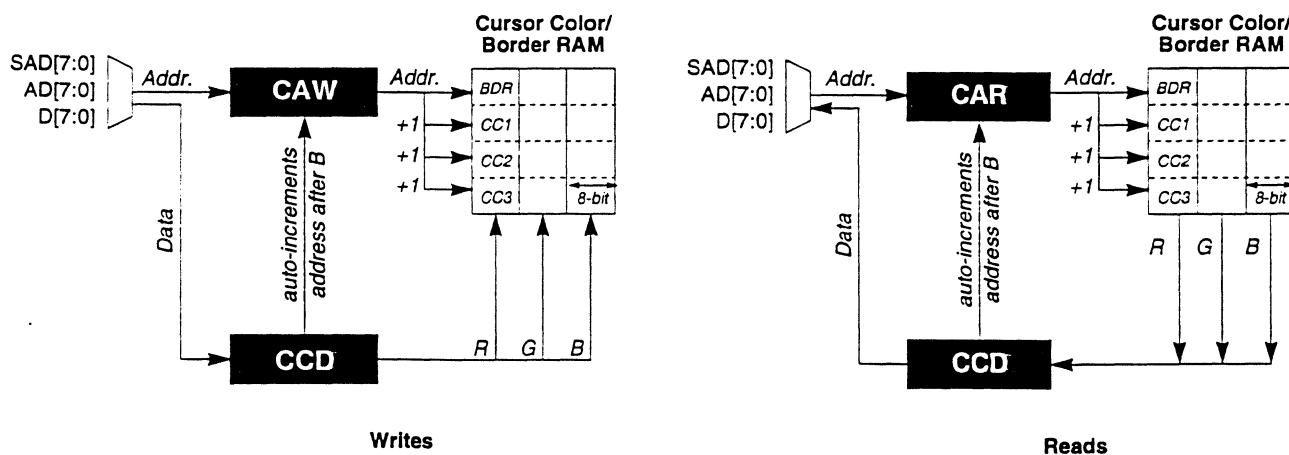 Cursor Color/
Border RAM
SAD[7:0]
AD[7:0]
D[7:0]
Addr.
CAW
Addr.
BDR
+1
CC1
+1
CC2
+1
CC3
8-bit
Data
auto-increments
address after B
CCD
R
G
B
Writes
Cursor Color/
Border RAM
SAD[7:0]
AD[7:0]
D[7:0]
Addr.
CAR
Addr.
BDR
+1
CC1
+1
CC2
+1
CC3
8-bit
R
G
B
Data
auto-increments
address after B
CCD
Reads